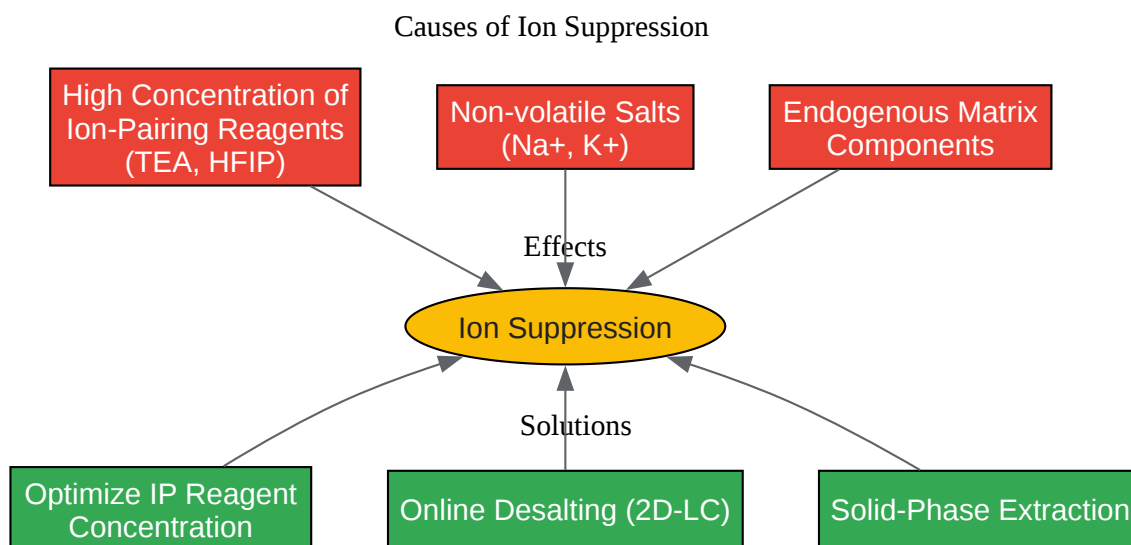 Causes of Ion Suppression
High Concentration of
Ion-Pairing Reagents
(TEA, HFIP)
Non-volatile Salts
(Na+, K+)
Endogenous Matrix
Components
Effects
Ion Suppression
Solutions
Optimize IP Reagent
Concentration
Online Desalting (2D-LC)
Solid-Phase Extraction